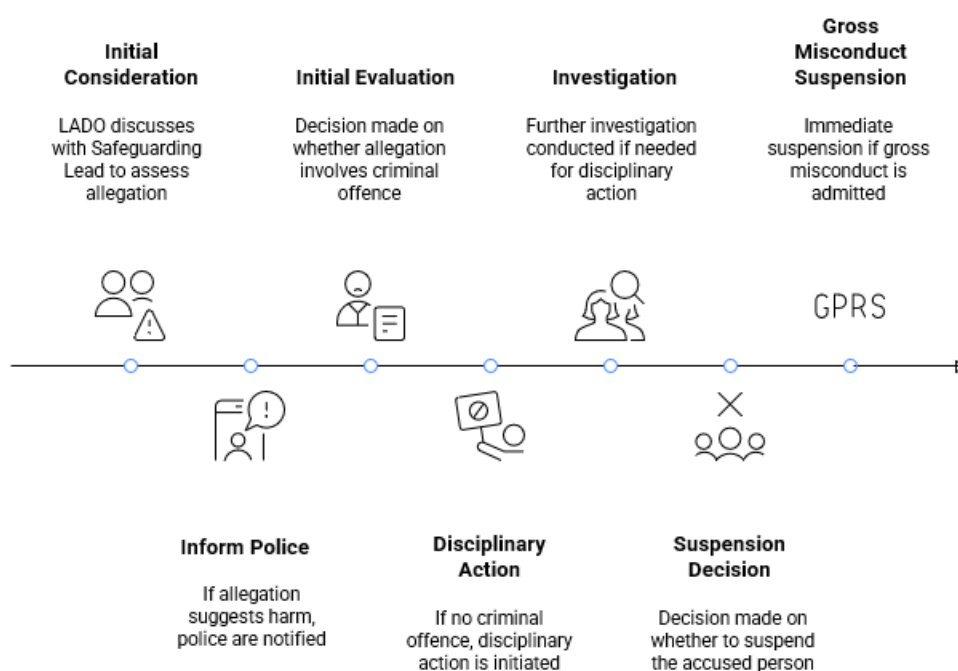 Initial
Consideration
LADO discusses
with Safeguarding
Lead to assess
allegation
Inform Police
If allegation
suggests harm,
police are notified
Initial Evaluation
Decision made on
whether allegation
involves criminal
offence
Disciplinary
Action
If no criminal
offence, disciplinary
action is initiated
Investigation
Further investigation
conducted if needed
for disciplinary
action
Suspension
Decision
Decision made on
whether to suspend
the accused person
Gross
Misconduct
Suspension
Immediate
suspension if gross
misconduct is
admitted
GPRS